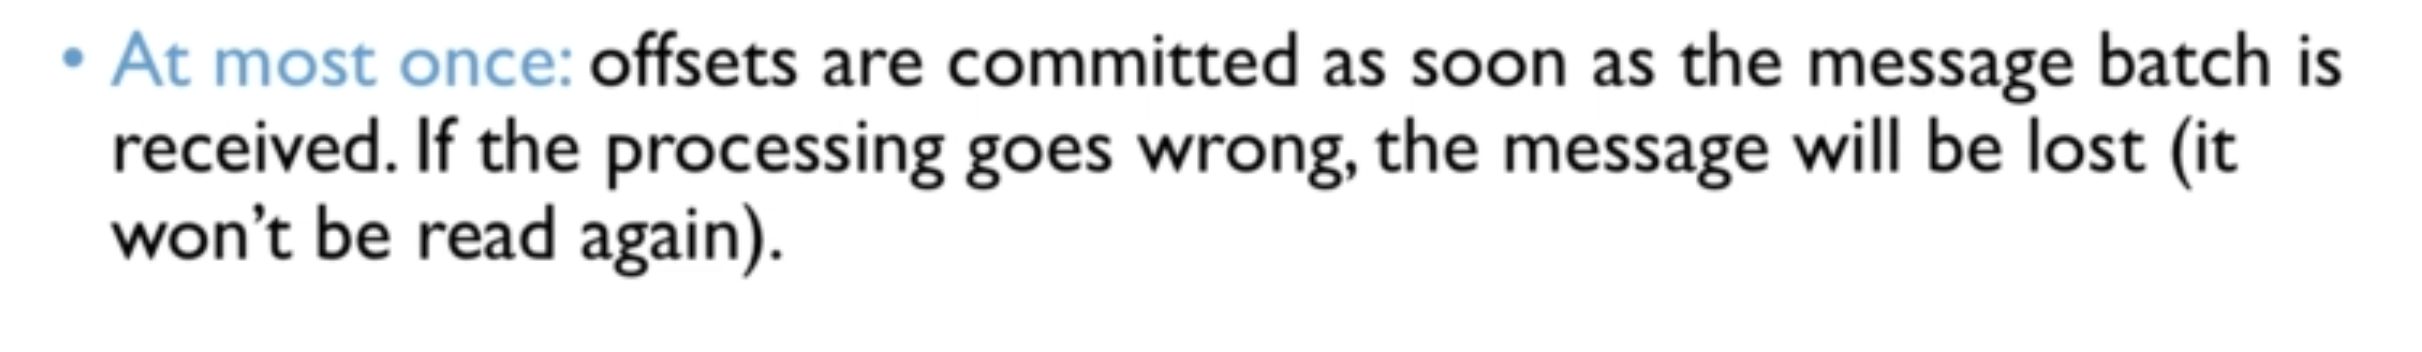 • At most once: offsets are committed as soon as the message batch is
received. If the processing goes wrong, the message will be lost (it
won’t be read again).